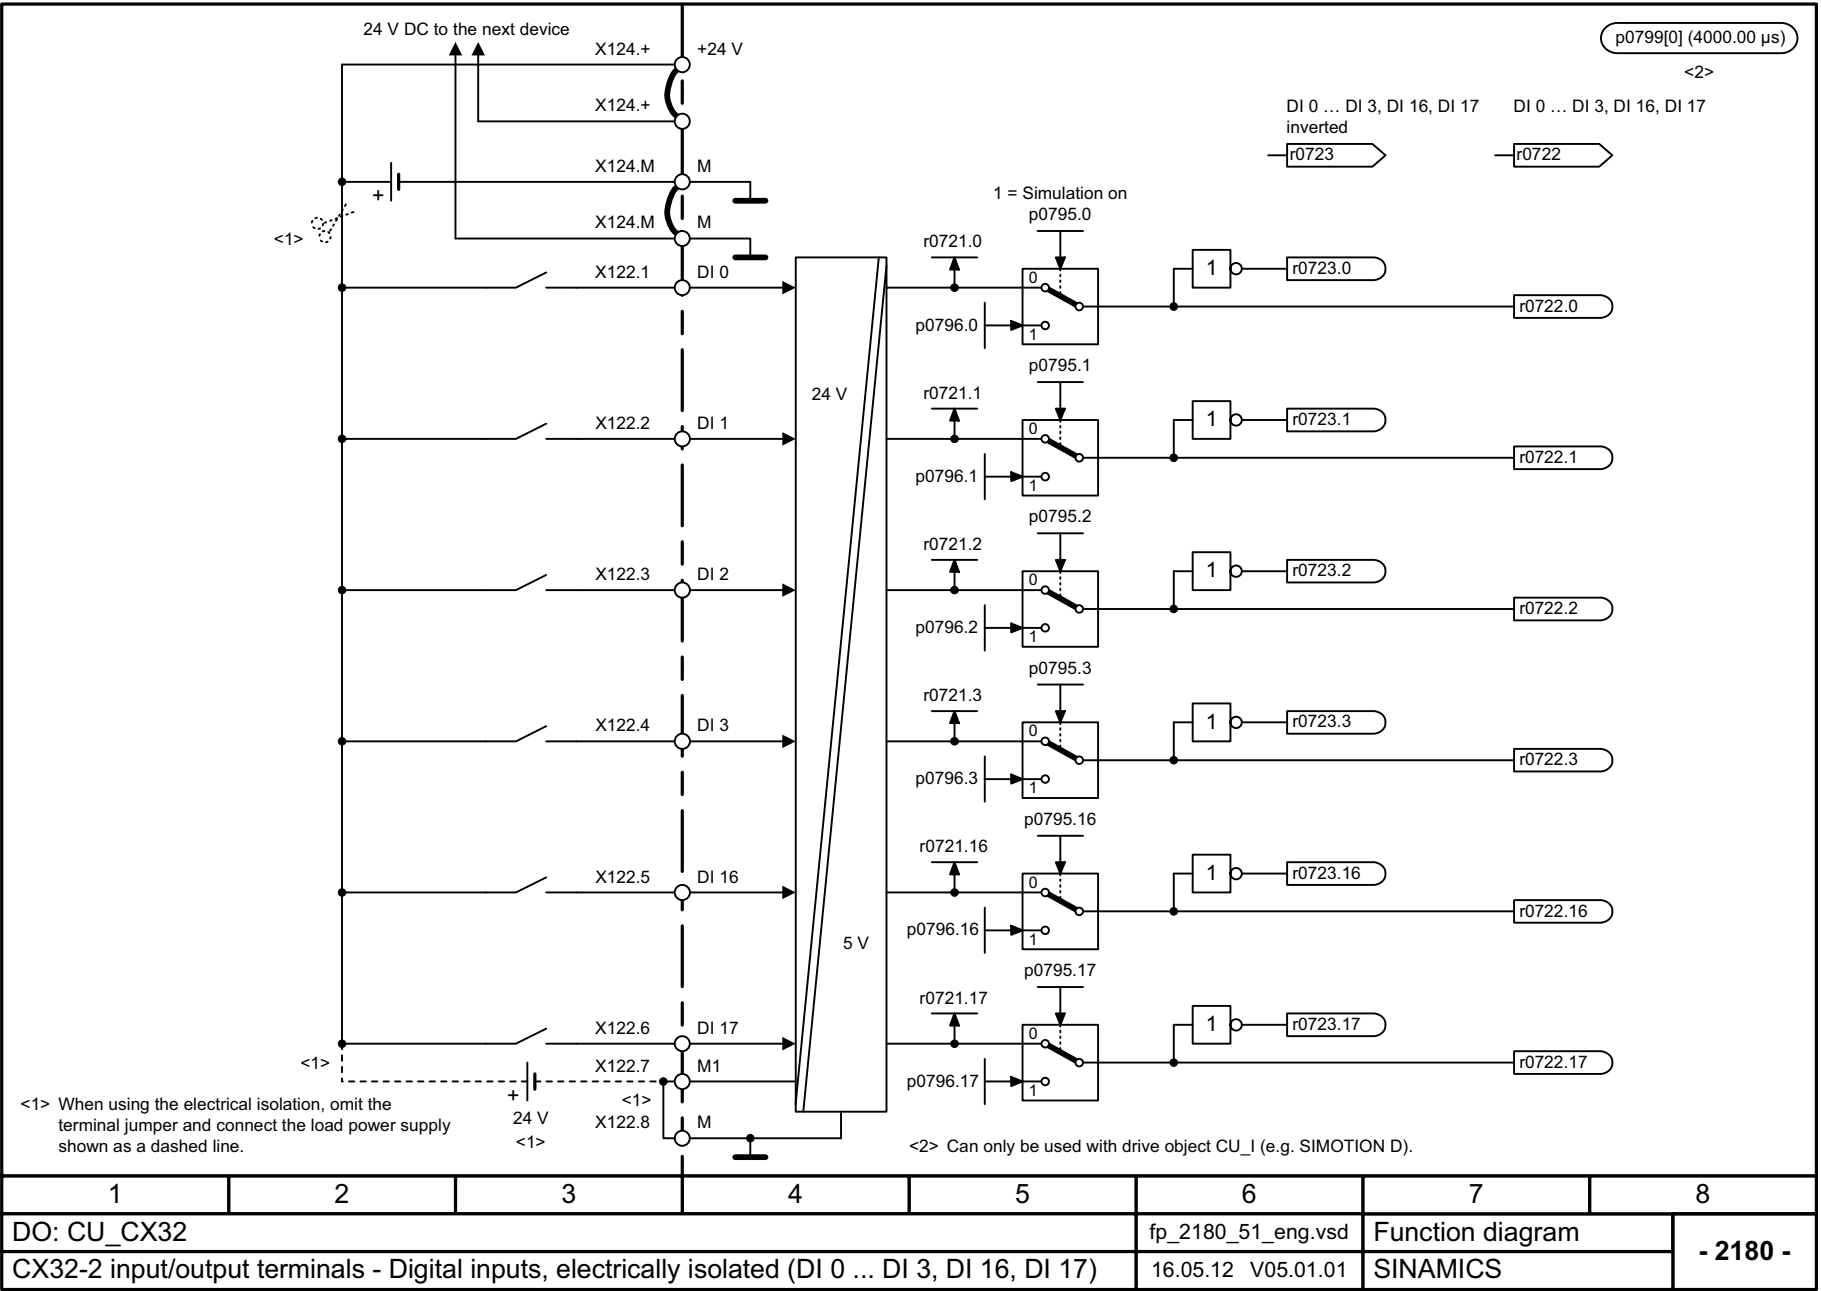 24 V DC to the next device
X124.+
+24 V
p0799[0] (4000.00 µs)
<2>
X124.+
DI 0 … DI 3, DI 16, DI 17
inverted
DI 0 … DI 3, DI 16, DI 17
r0723
r0722
X124.M
M
+
X124.M
M
<1>
1 = Simulation on
p0795.0
r0721.0
X122.1
DI 0
0
1
r0723.0
p0796.0
1
r0722.0
p0795.1
24 V
r0721.1
X122.2
DI 1
0
1
r0723.1
p0796.1
1
r0722.1
p0795.2
r0721.2
X122.3
DI 2
0
1
r0723.2
p0796.2
1
r0722.2
p0795.3
r0721.3
X122.4
DI 3
0
1
r0723.3
p0796.3
1
r0722.3
p0795.16
r0721.16
X122.5
DI 16
0
1
r0723.16
p0796.16
1
r0722.16
5 V
p0795.17
r0721.17
X122.6
DI 17
0
1
r0723.17
p0796.17
1
r0722.17
<1>
X122.7
M1
+
24 V
<1>
<1>
X122.8
M
<1> When using the electrical isolation, omit the
terminal jumper and connect the load power supply
shown as a dashed line.
<2> Can only be used with drive object CU_I (e.g. SIMOTION D).
1 2 3 4 5 6 7 8
DO: CU_CX32
fp_2180_51_eng.vsd
Function diagram
- 2180 -
CX32-2 input/output terminals - Digital inputs, electrically isolated (DI 0 ... DI 3, DI 16, DI 17)
16.05.12 V05.01.01
SINAMICS